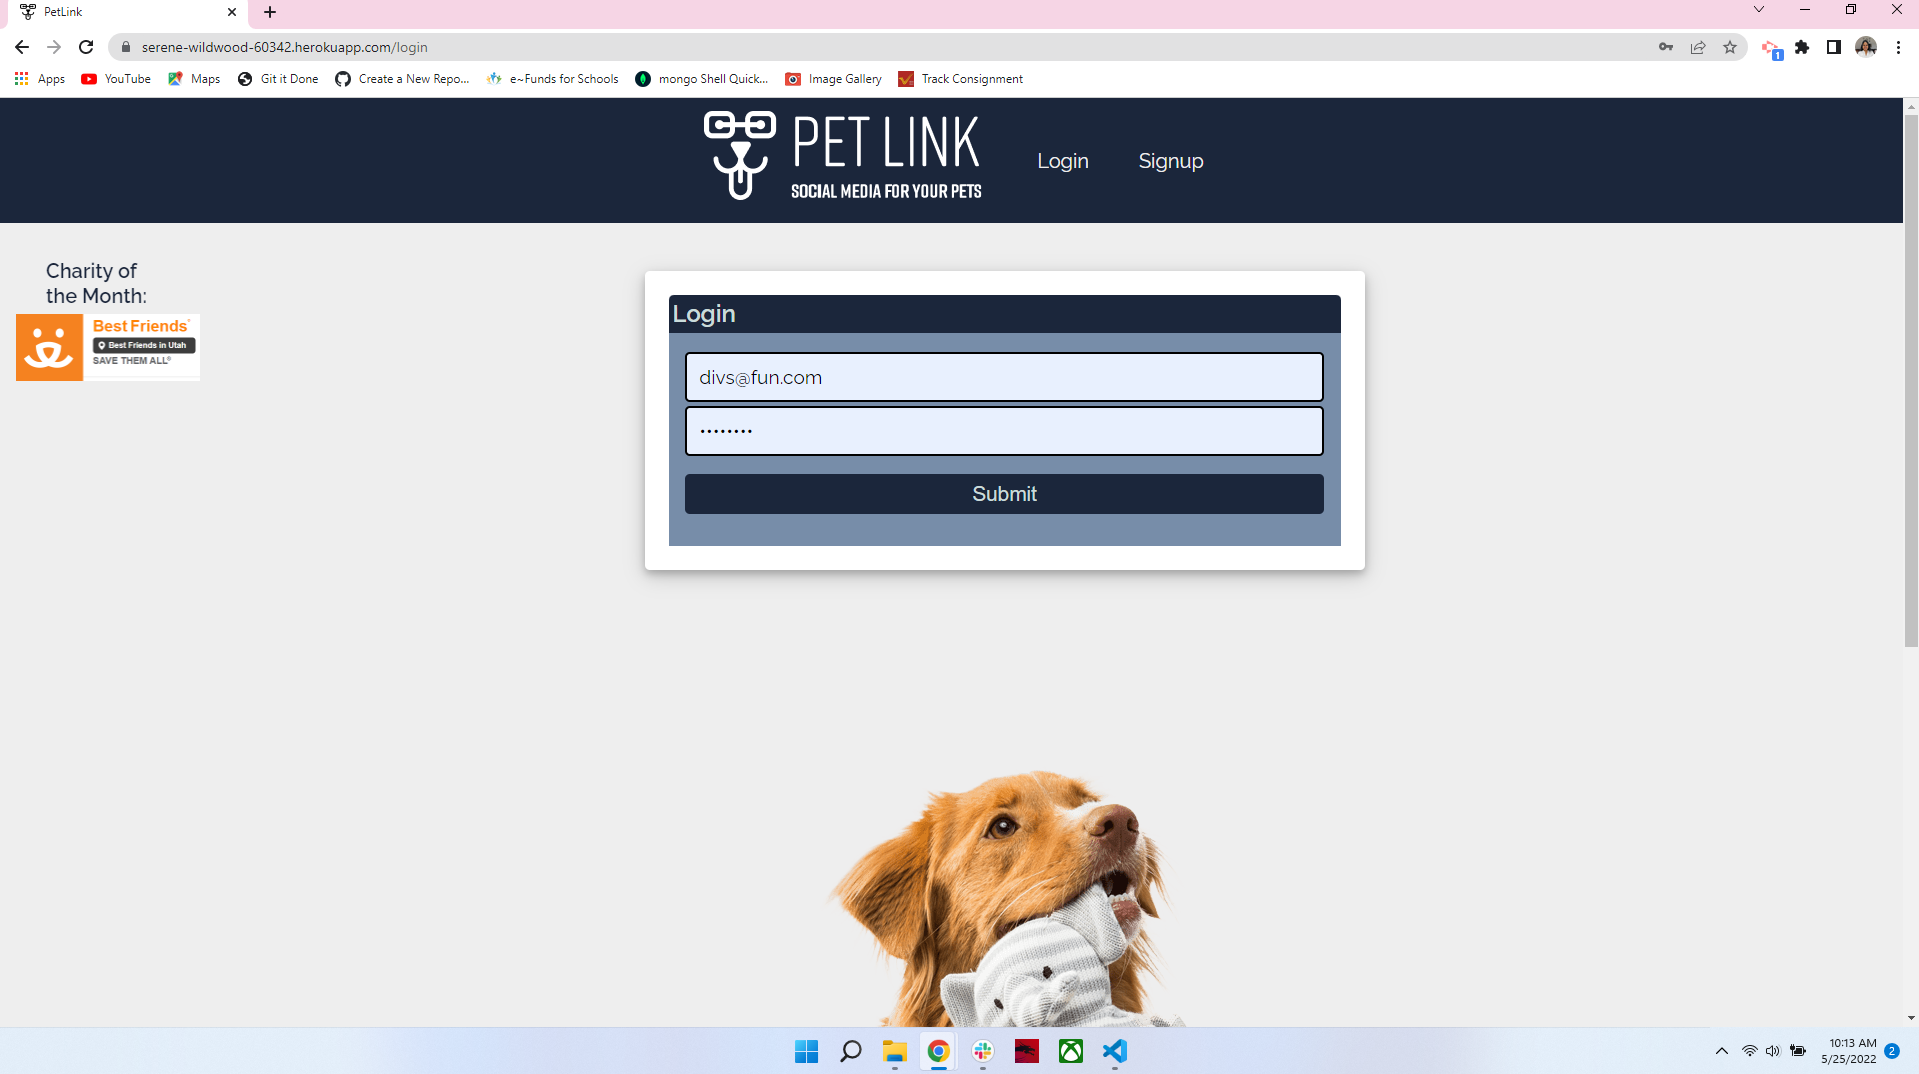 PetLink
serene-wildwood-60342.herokuapp.com/login
1
Apps
YouTube
Maps
Git it Done
Create a New Repo...
e~Funds for Schools
mongo Shell Quick...
Image Gallery
Track Consignment
PET LINK
SOCIAL MEDIA FOR YOUR PETS
Login
Signup
Charity of
the Month:
Best Friends
Best Friends in Utah
SAVE THEM ALL®
Login
divs@fun.com
••••••••
Submit
10:13 AM
5/25/2022
2